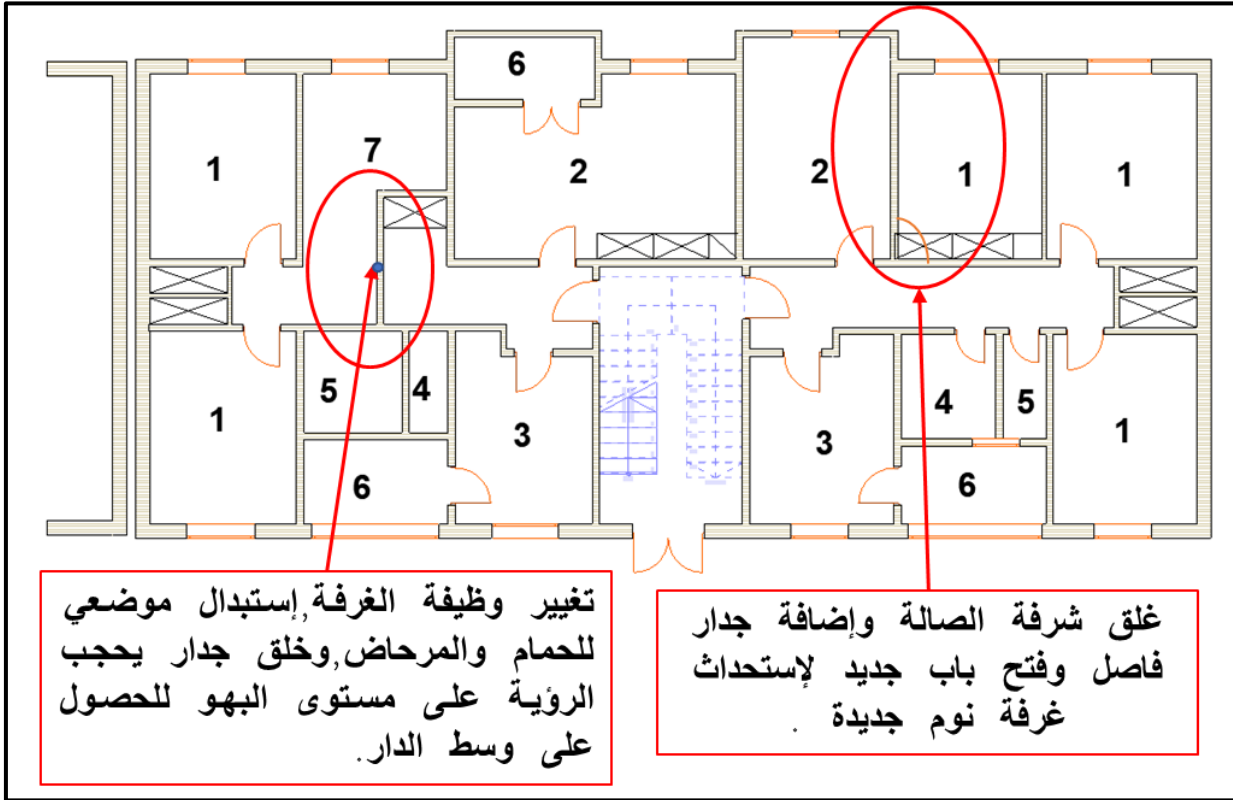 6
7
1
2
2
1
1
5
4
4
5
1
3
3
1
6
6
تغيير وظيفة الغرفة,إستبدال موضعي
للحمام والمرحاض,وخلق جدار يحجب
الرؤية على مستوى البهو للحصول
على وسط الدار.
غلق شرفة الصالة وإضافة جدار
فاصل وفتح باب جديد لإستحداث
غرفة نوم جديدة .